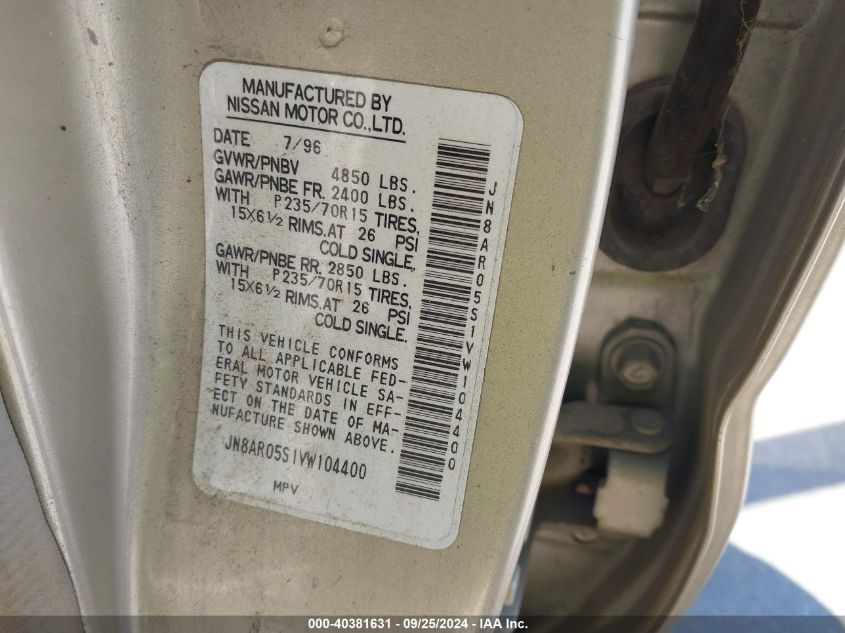 MANUFACTURED BY
NISSAN MOTOR CO.,LTD.
DATE 7/96
GVWR/PNBV 4850 LBS.
GAWR/PNBE FR. 2400 LBS.
WITH P235/70R15 TIRES,
15X6½ RIMS.AT 26 PSI
COLD SINGLE.
GAWR/PNBE RR. 2850 LBS.
WITH P235/70R15 TIRES,
15X6½ RIMS.AT 26 PSI
COLD SINGLE.
THIS VEHICLE CONFORMS
TO ALL APPLICABLE FED-
ERAL MOTOR VEHICLE SA-
FETY STANDARDS IN EFF-
ECT ON THE DATE OF MA-
NUFACTURE SHOWN ABOVE.
JN8AR05S1VW104400
MPV
JN8AR05S1VW104400
000-40381631 - 09/25/2024 - IAA Inc.